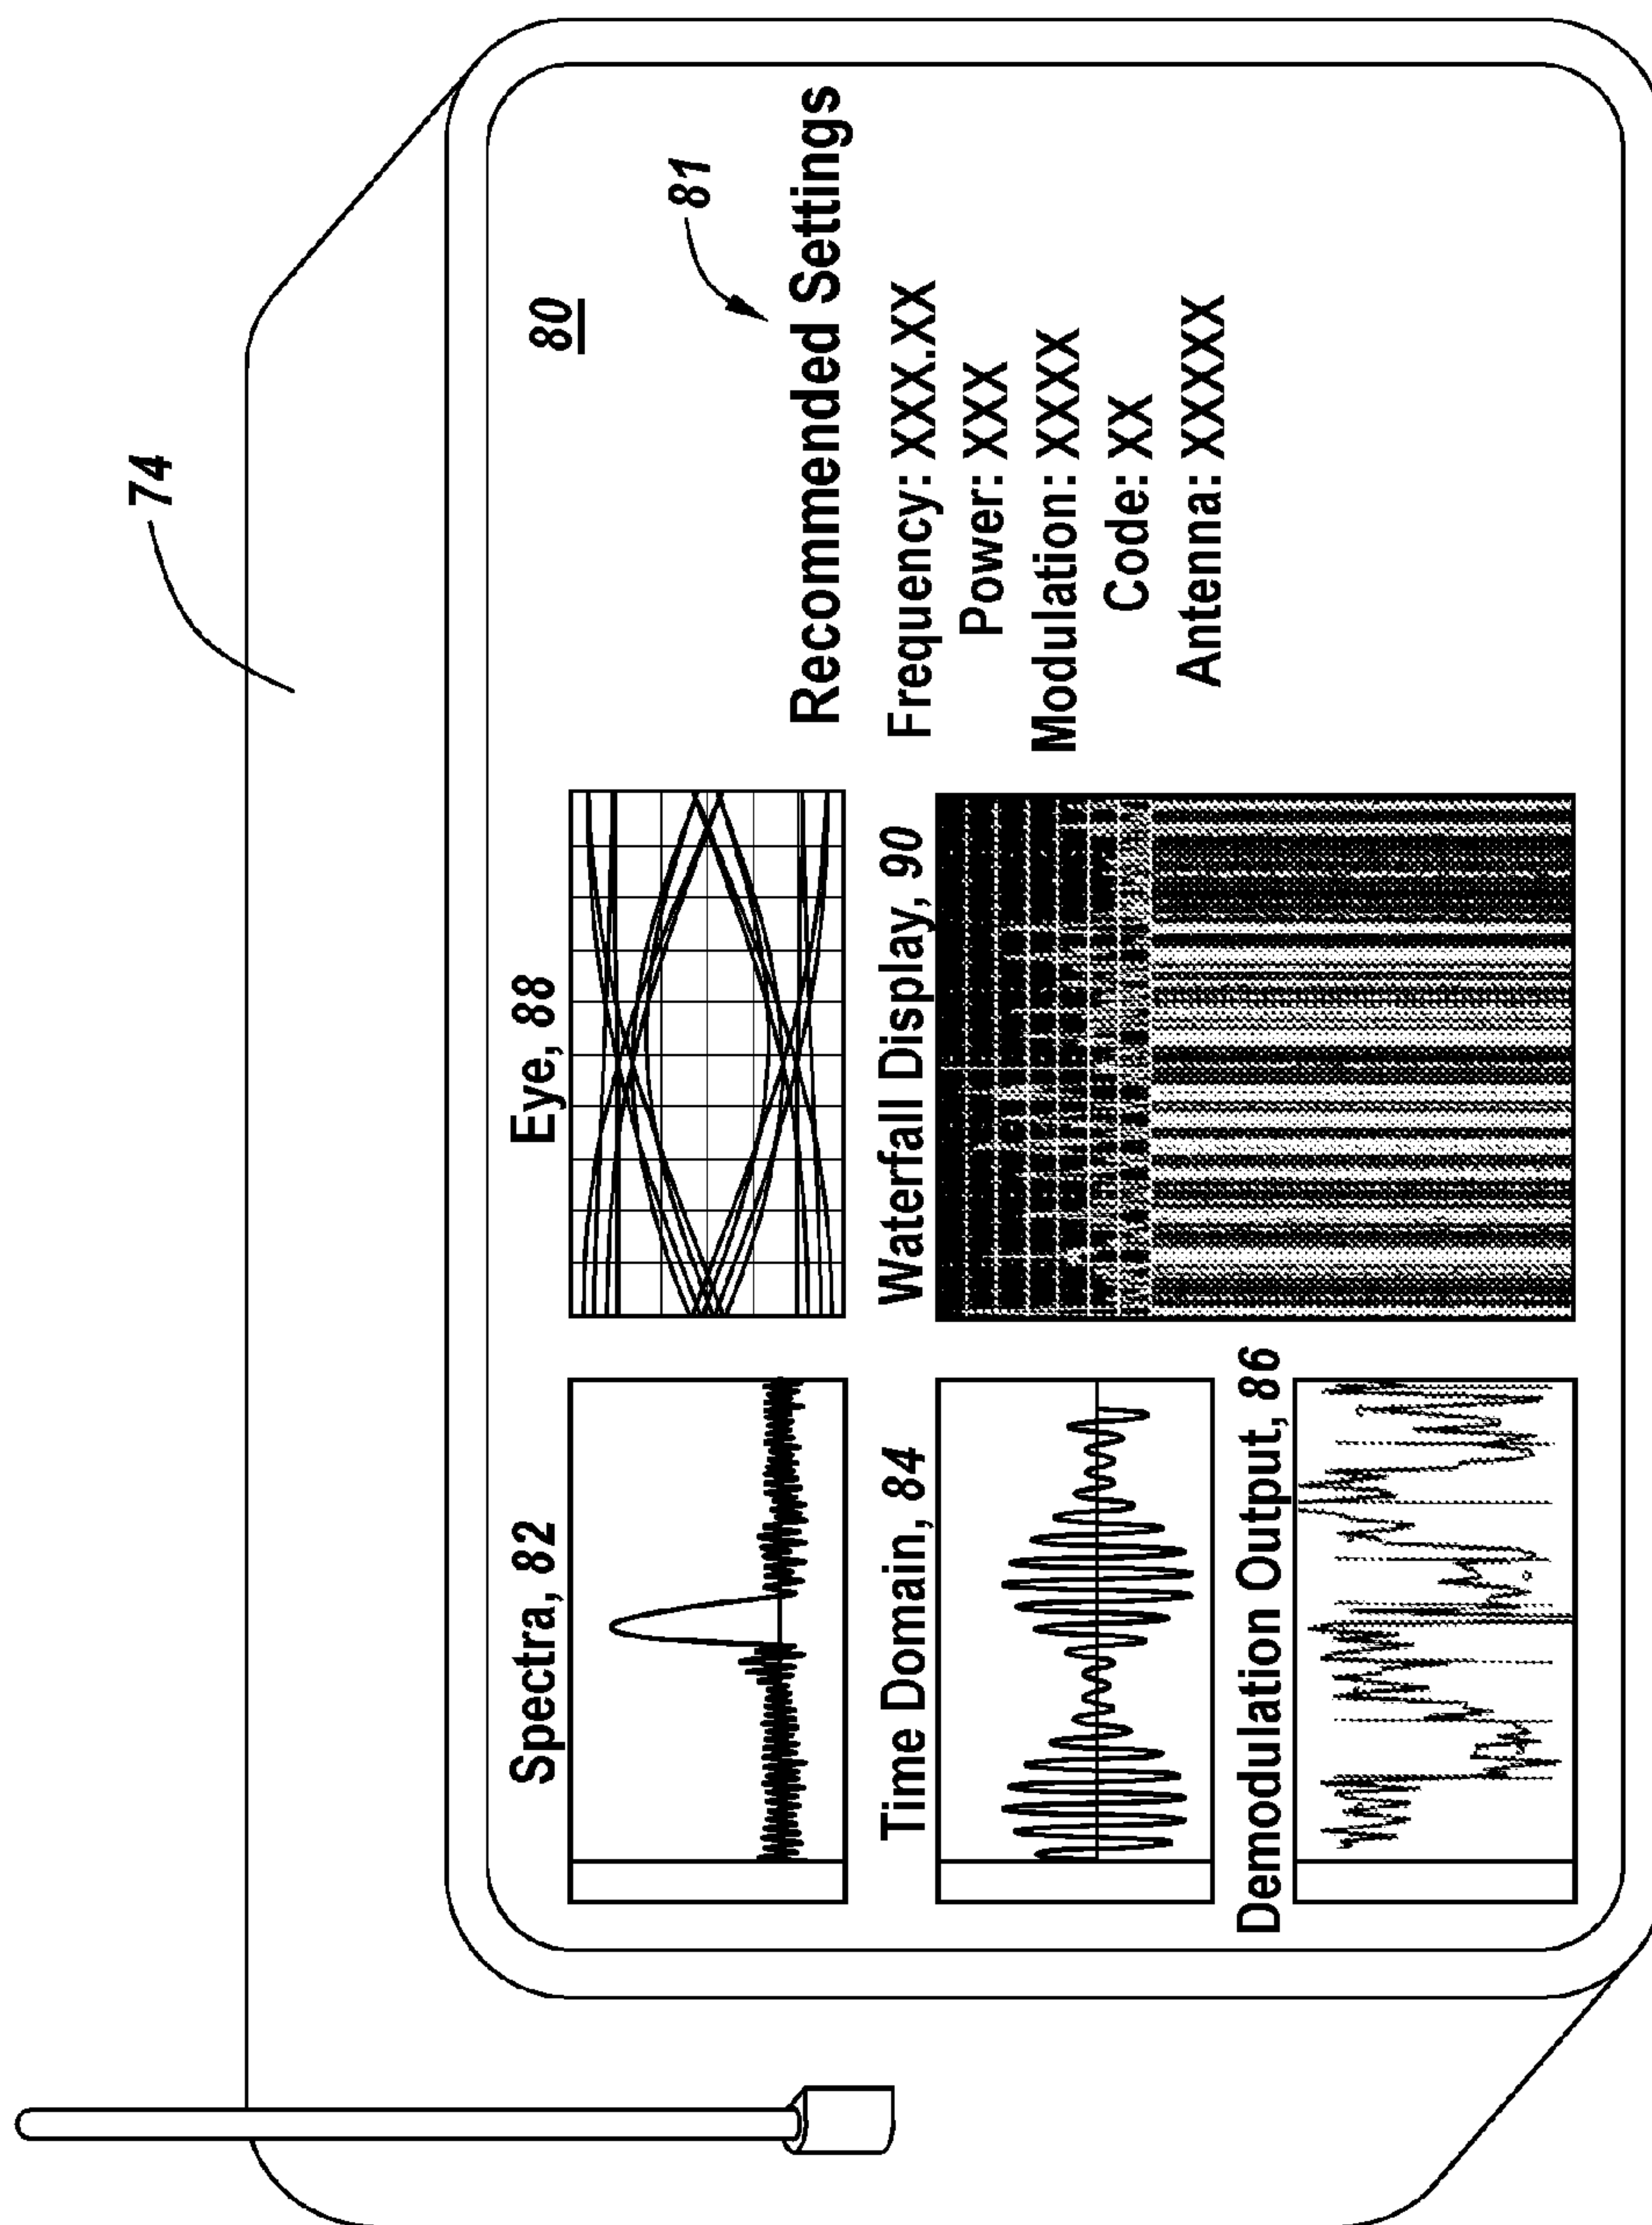 74
80
81
Spectra, 82
Eye, 88
Recommended Settings
Frequency: XXX.XX
Power: XXX
Modulation: XXXX
Code: XX
Antenna: XXXXX
Time Domain, 84
Waterfall Display, 90
Demodulation Output, 86